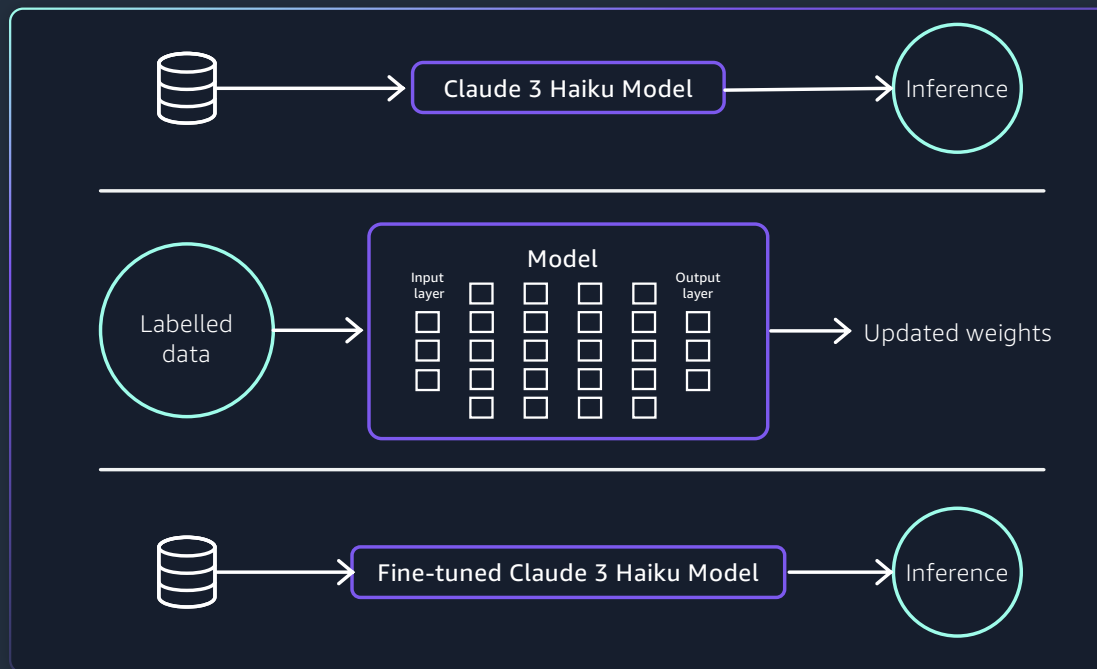 Claude 3 Haiku Model
Inference
Model
Input
layer
Output
layer
Labelled
data
Updated weights
Fine-tuned Claude 3 Haiku Model
Inference